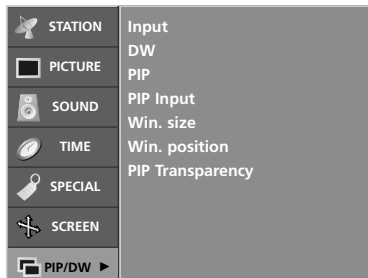 STATION
PICTURE
SOUND
TIME
SPECIAL
SCREEN
PIP/DW ►
Input
DW
PIP
PIP Input
Win. size
Win. position
PIP Transparency